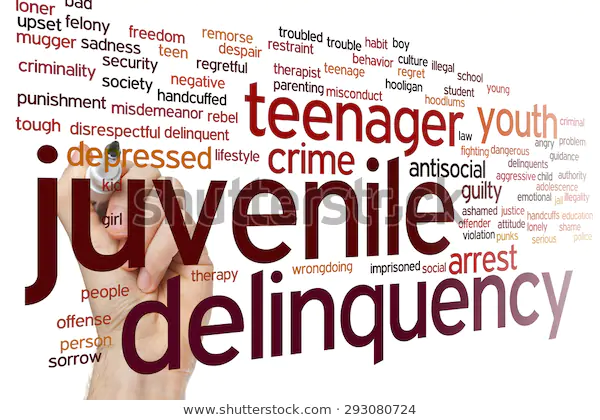 loner bad
upset felony freedom remorse troubled trouble habit boy
mugger sadness teen despair restraint behavior culture illegal school
criminality security regretful therapist teenage regret student young
society negative parenting misconduct hooligan
punishment handcuffed hoodlums
misdemeanor rebel teenager youth criminal
tough disrespectful delinquent law angry problem
depressed lifestyle crime fighting dangerous guidance
antisocial delinquents
kid juvenile guilty aggressive child authority
adolescence
emotional jail illegality
girl ashamed justice handcuffs education
offender attitude lonely shame
violation punks serious police
therapy wrongdoing imprisoned social arrest
people delinquency
offense
person
sorrow
shutterstock
www.shutterstock.com · 293080724